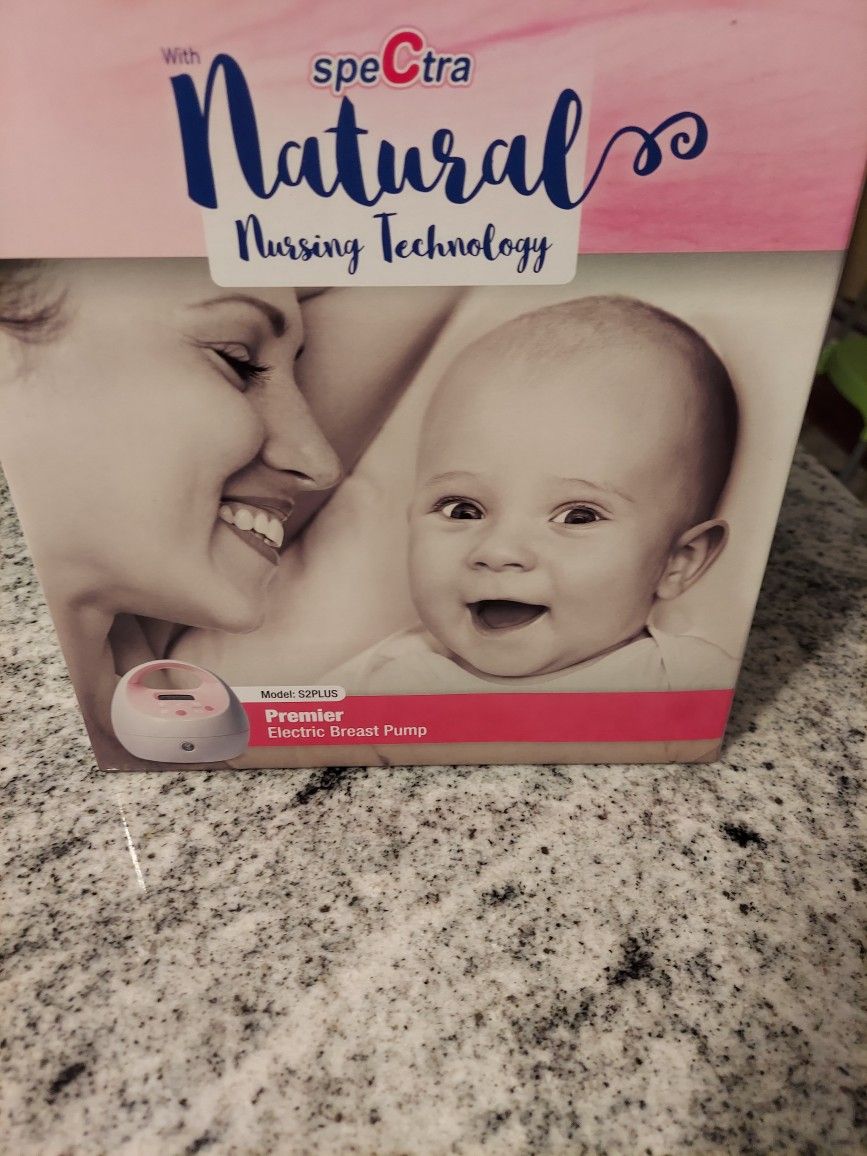 With
speCtra
Natural
Nursing Technology
Model: S2PLUS
Premier
Electric Breast Pump